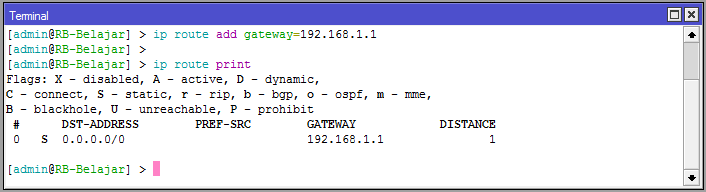 Terminal
[admin@RB-Belajar] > ip route add gateway=192.168.1.1
[admin@RB-Belajar] >
[admin@RB-Belajar] > ip route print
Flags: X - disabled, A - active, D - dynamic,
C - connect, S - static, r - rip, b - bgp, o - ospf, m - mme,
B - blackhole, U - unreachable, P - prohibit
# DST-ADDRESS PREF-SRC GATEWAY DISTANCE
0 S 0.0.0.0/0 192.168.1.1 1
[admin@RB-Belajar] >